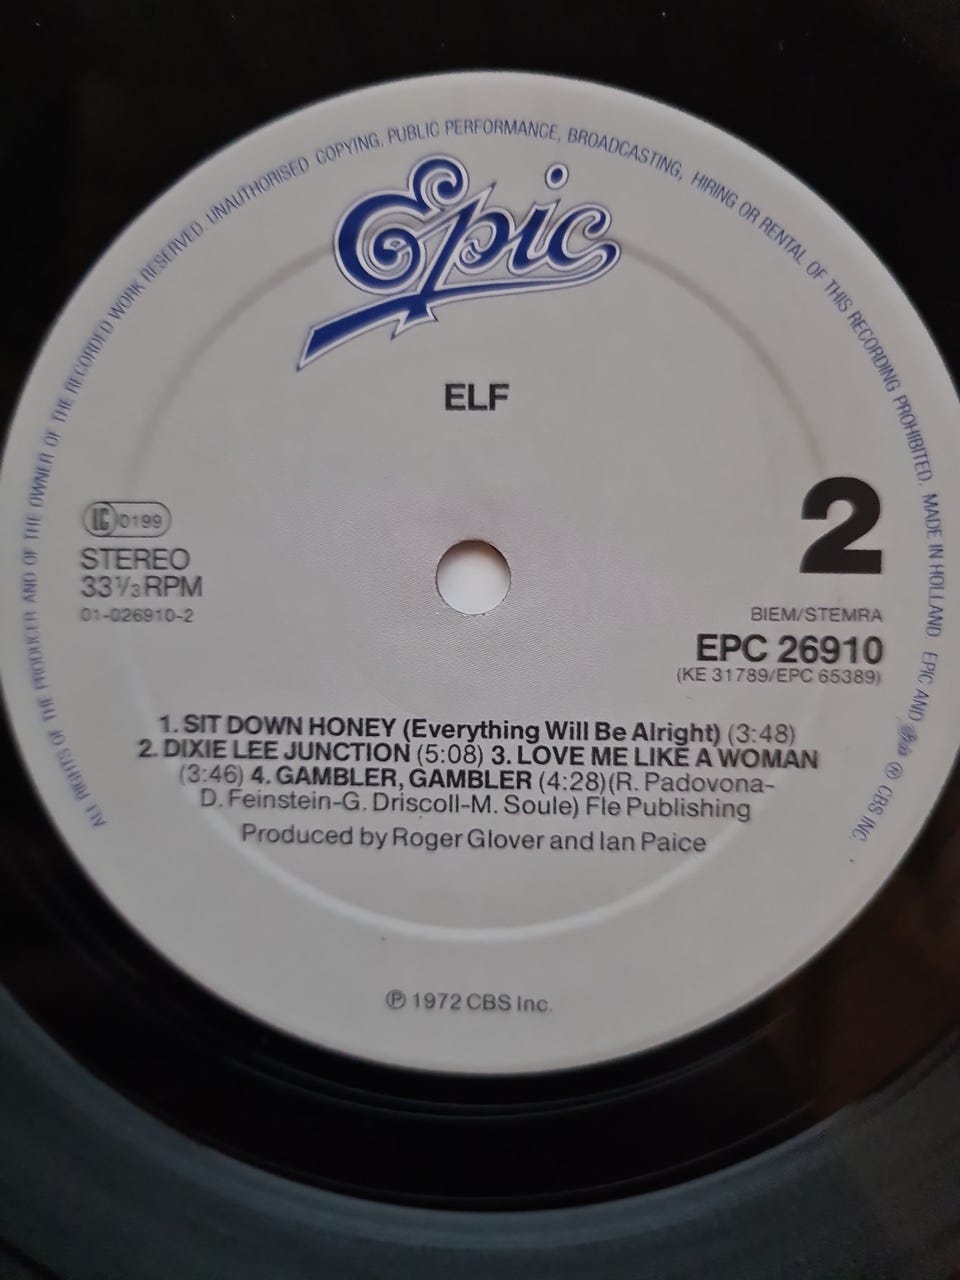 ALL RIGHTS OF THE PRODUCER AND OF THE OWNER OF THE RECORDED WORK RESERVED. UNAUTHORISED COPYING. PUBLIC PERFORMANCE, BROADCASTING, HIRING OR RENTAL OF THIS RECORDING PROHIBITED. MADE IN HOLLAND EPIC AND ® CBS INC.
Epic
ELF
LC 0199
STEREO
33 1/3 RPM
01-026910-2
2
BIEM/STEMRA
EPC 26910
(KE 31789/EPC 65389)
1. SIT DOWN HONEY (Everything Will Be Alright) (3:48)
2. DIXIE LEE JUNCTION (5:08) 3. LOVE ME LIKE A WOMAN
(3:46) 4. GAMBLER, GAMBLER (4:28)(R. Padovona-
D. Feinstein-G. Driscoll-M. Soule) Fle Publishing
Produced by Roger Glover and Ian Paice
℗ 1972 CBS Inc.